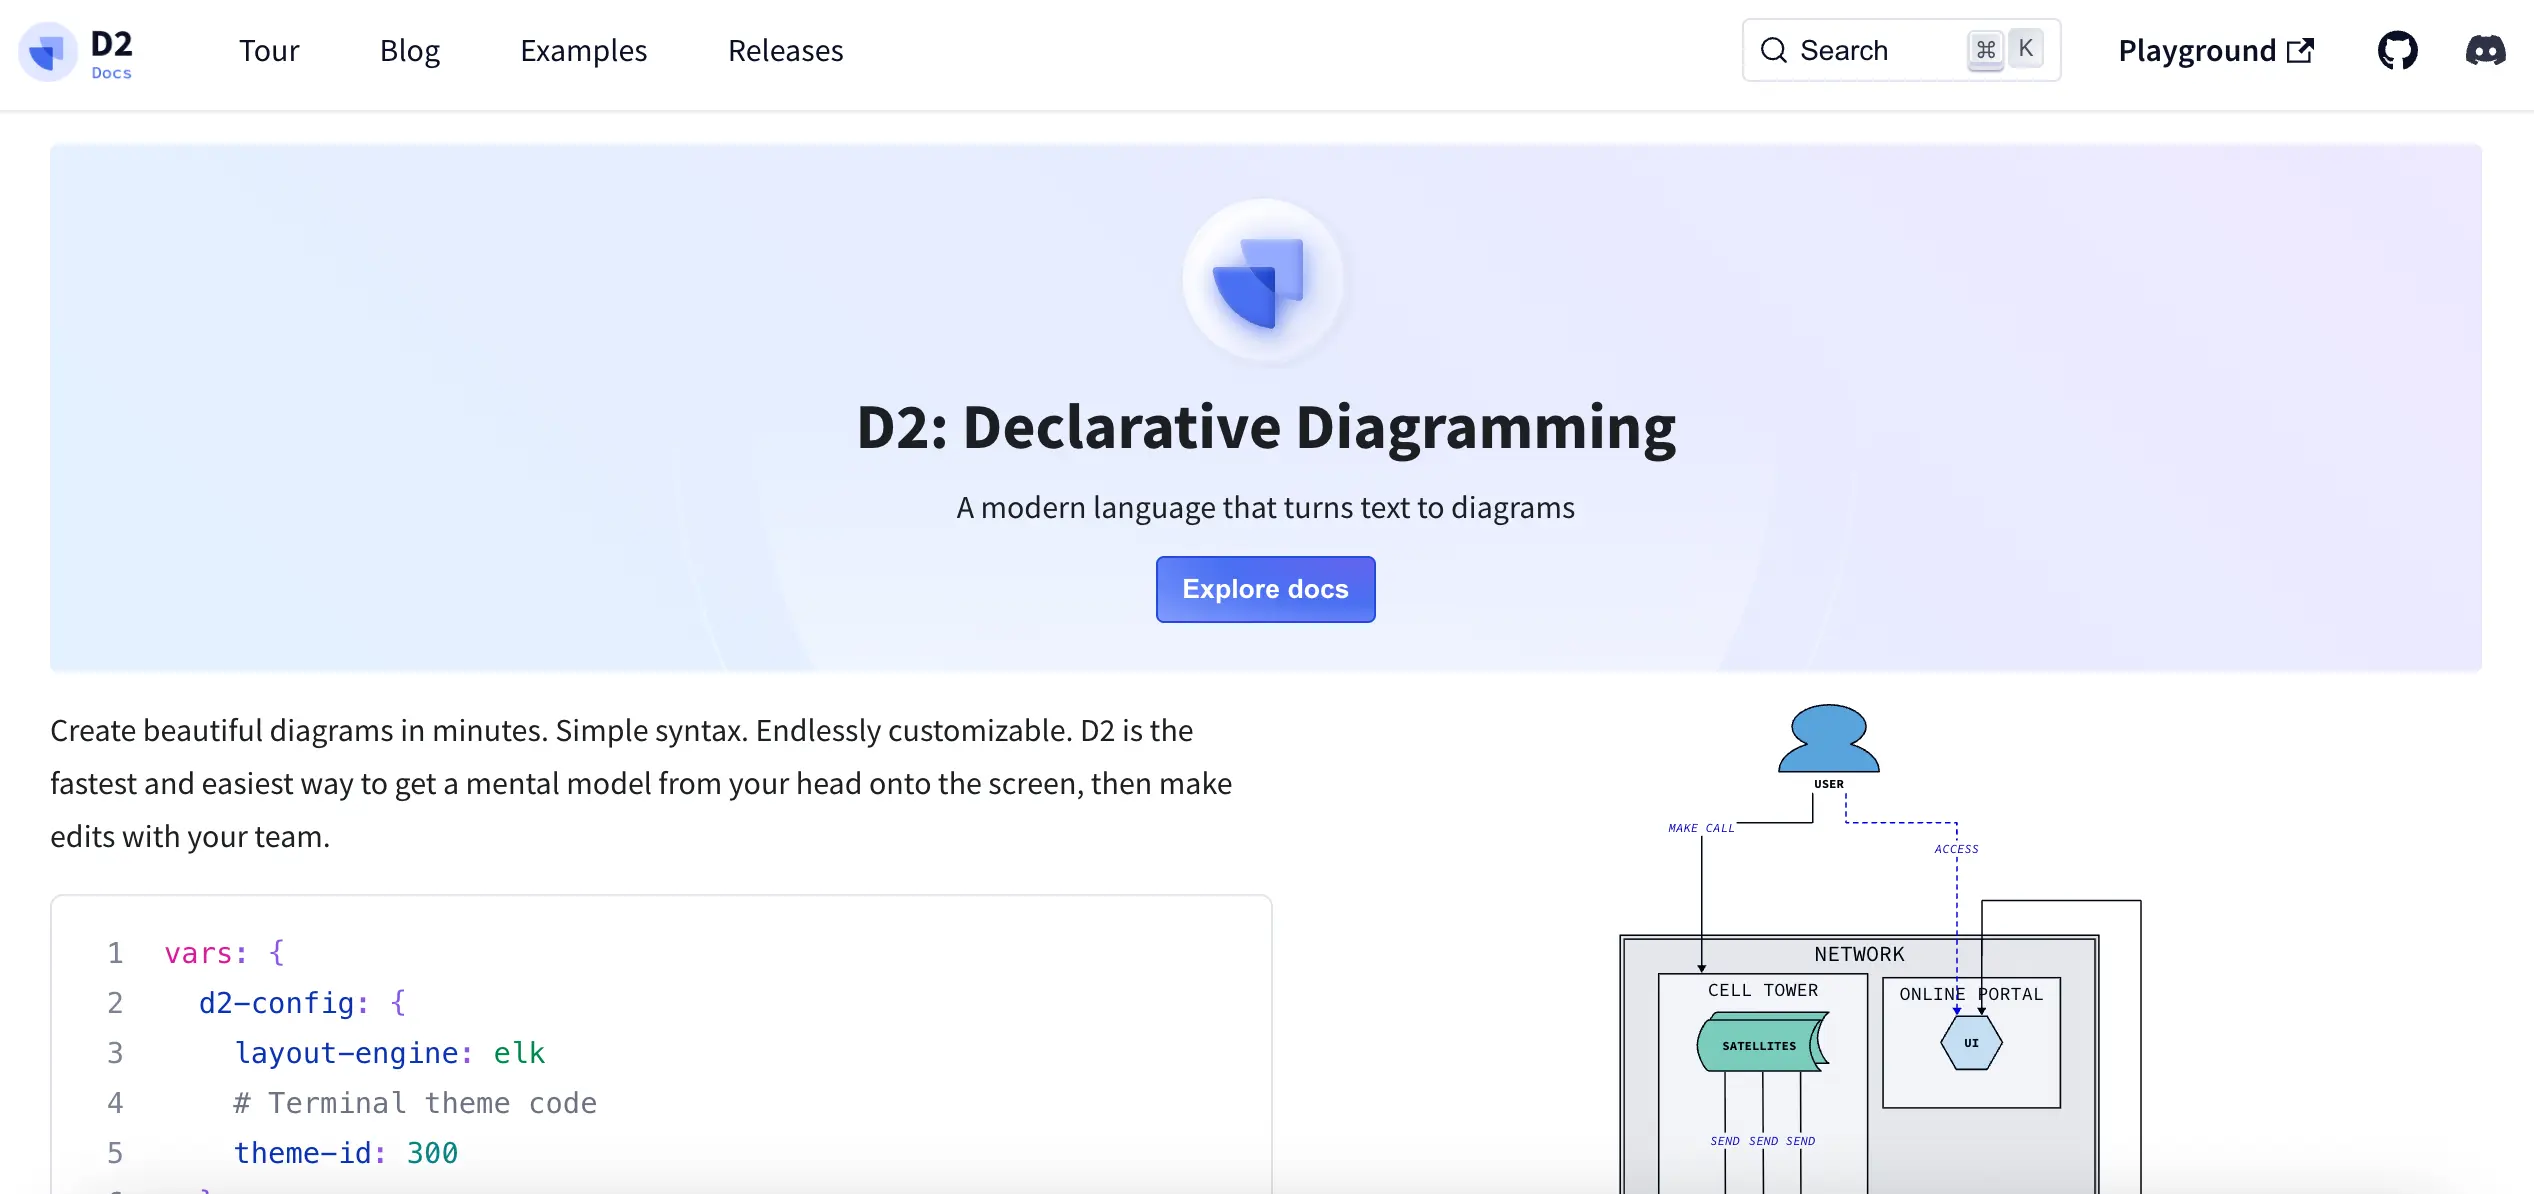 D2
Docs
Tour
Blog
Examples
Releases
Search
⌘ K
Playground
D2: Declarative Diagramming
A modern language that turns text to diagrams
Explore docs
Create beautiful diagrams in minutes. Simple syntax. Endlessly customizable. D2 is the
fastest and easiest way to get a mental model from your head onto the screen, then make
edits with your team.
1 vars: {
2 d2-config: {
3 layout-engine: elk
4 # Terminal theme code
5 theme-id: 300
USER
MAKE CALL
ACCESS
NETWORK
CELL TOWER
ONLINE PORTAL
SATELLITES
UI
SEND SEND SEND